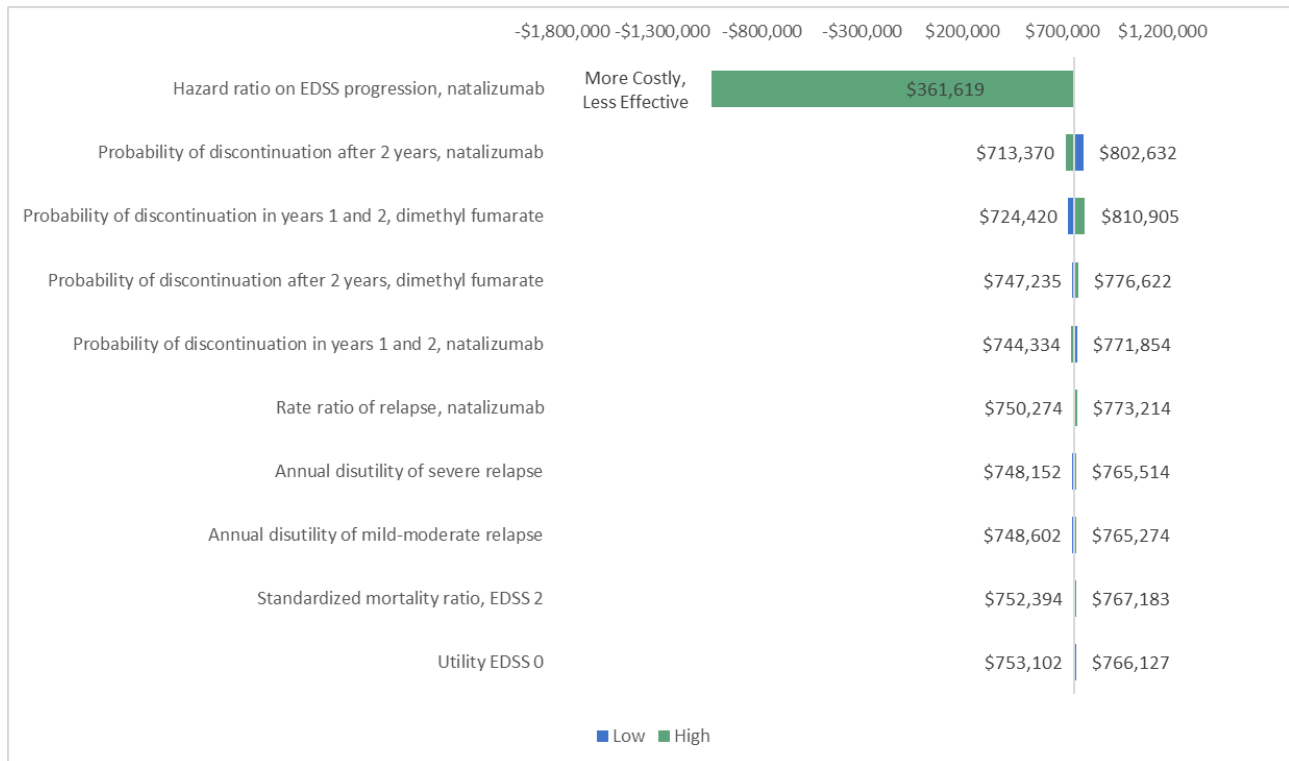 -$1,800,000 -$1,300,000 -$800,000 -$300,000 $200,000 $700,000 $1,200,000
Hazard ratio on EDSS progression, natalizumab
More Costly,
Less Effective
$361,619
Probability of discontinuation after 2 years, natalizumab
$713,370 $802,632
Probability of discontinuation in years 1 and 2, dimethyl fumarate
$724,420 $810,905
Probability of discontinuation after 2 years, dimethyl fumarate
$747,235 $776,622
Probability of discontinuation in years 1 and 2, natalizumab
$744,334 $771,854
Rate ratio of relapse, natalizumab
$750,274 $773,214
Annual disutility of severe relapse
$748,152 $765,514
Annual disutility of mild-moderate relapse
$748,602 $765,274
Standardized mortality ratio, EDSS 2
$752,394 $767,183
Utility EDSS 0
$753,102 $766,127
Low High